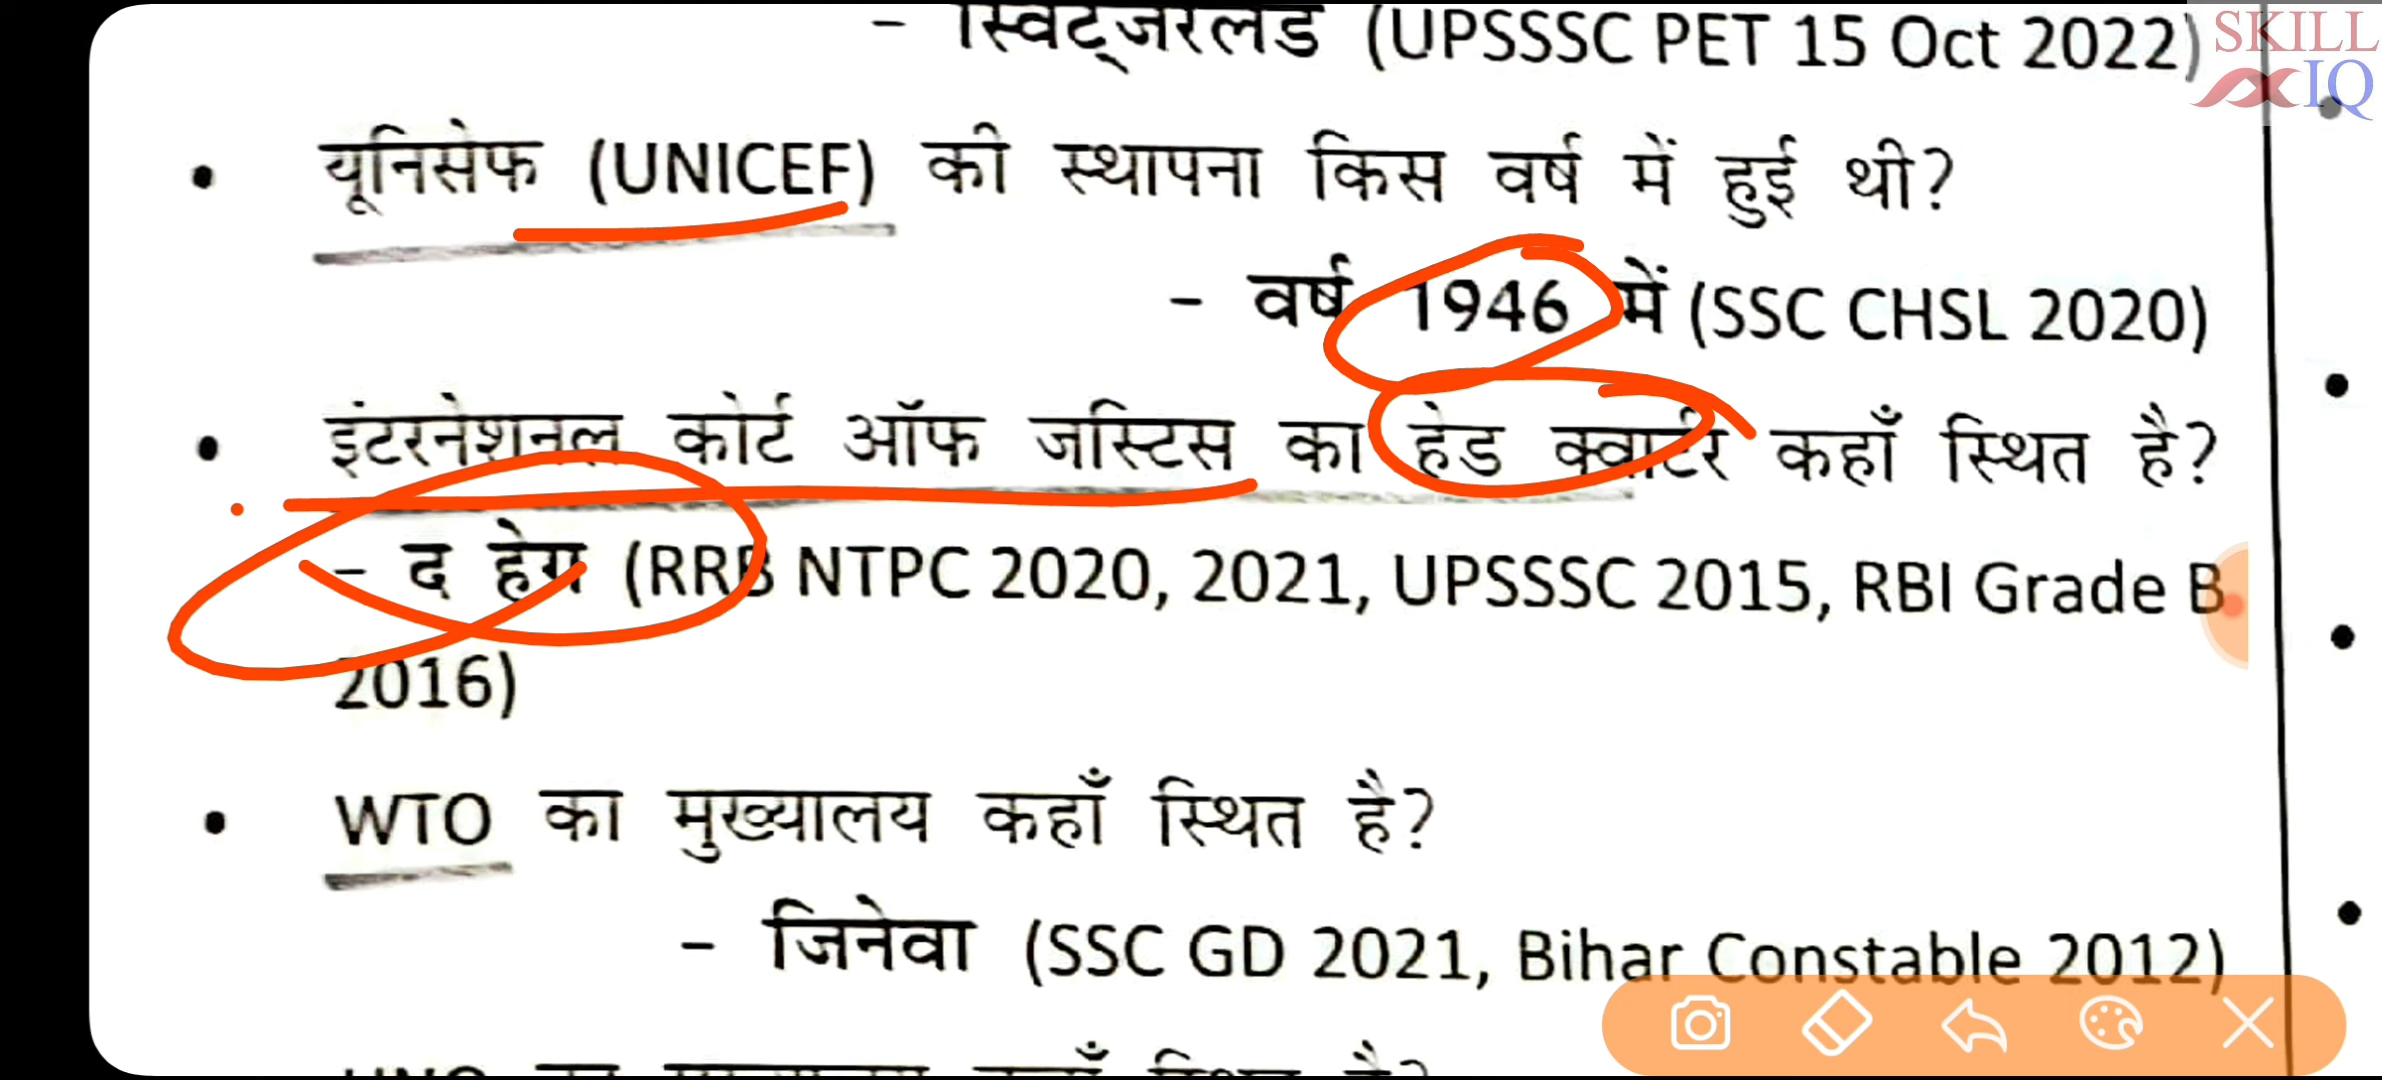 - स्विट्जरलैंड (UPSSSC PET 15 Oct 2022)
SKILL
IQ
• यूनिसेफ (UNICEF) की स्थापना किस वर्ष में हुई थी?
- वर्ष 1946 में (SSC CHSL 2020)
• इंटरनेशनल कोर्ट ऑफ जस्टिस का हेड क्वार्टर कहाँ स्थित है?
- द हेग (RRB NTPC 2020, 2021, UPSSSC 2015, RBI Grade B
2016)
• WTO का मुख्यालय कहाँ स्थित है?
- जिनेवा (SSC GD 2021, Bihar Constable 2012)